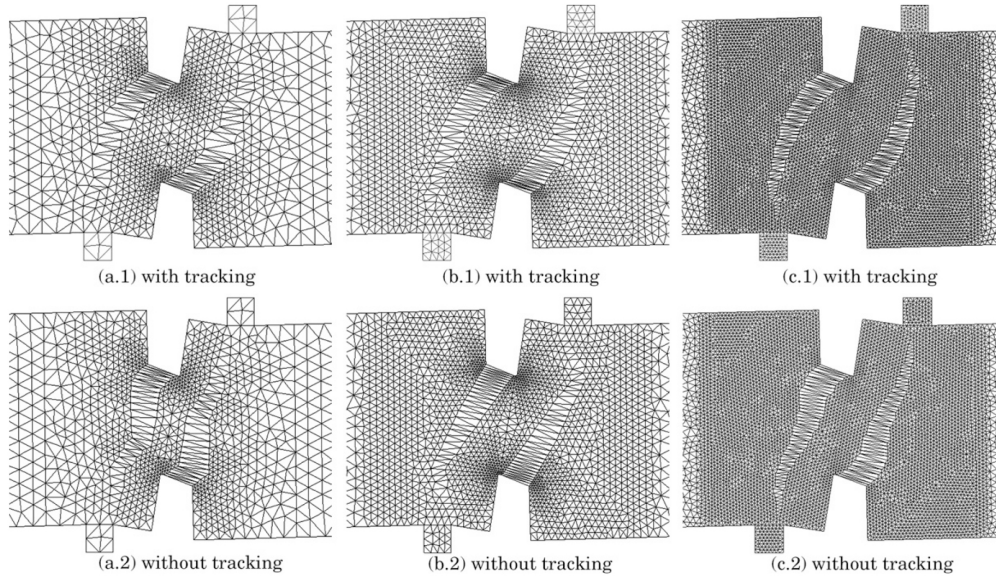 (a.1) with tracking
(b.1) with tracking
(c.1) with tracking
(a.2) without tracking
(b.2) without tracking
(c.2) without tracking